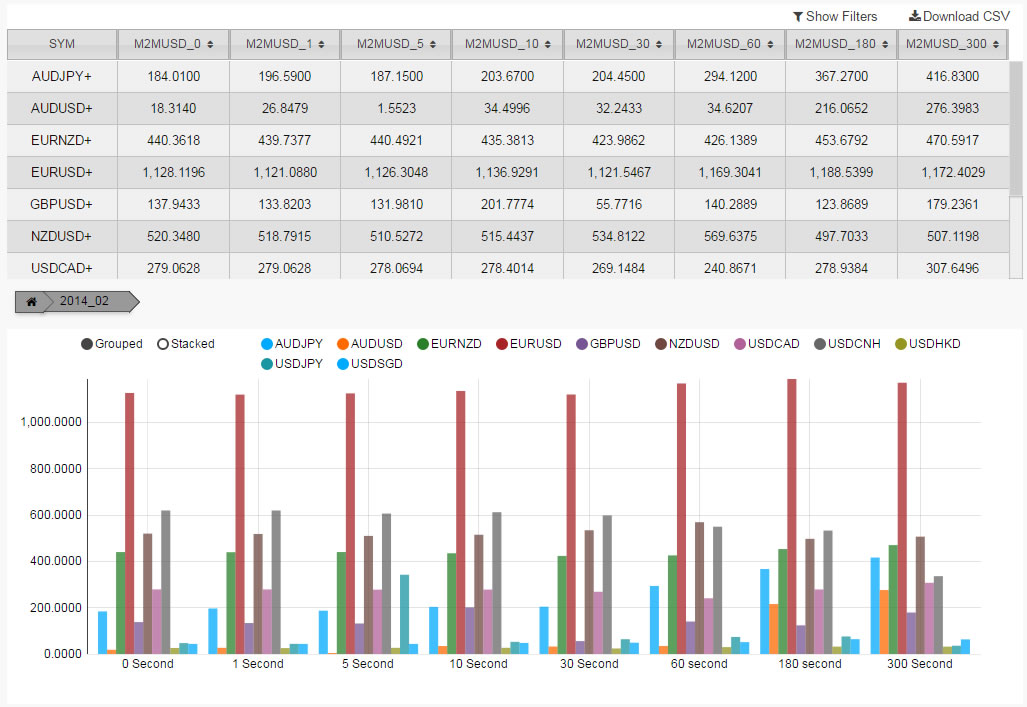 Show Filters Download CSV
SYM M2MUSD_0 M2MUSD_1 M2MUSD_5 M2MUSD_10 M2MUSD_30 M2MUSD_60 M2MUSD_180 M2MUSD_300
AUDJPY+ 184.0100 196.5900 187.1500 203.6700 204.4500 294.1200 367.2700 416.8300
AUDUSD+ 18.3140 26.8479 1.5523 34.4996 32.2433 34.6207 216.0652 276.3983
EURNZD+ 440.3618 439.7377 440.4921 435.3813 423.9862 426.1389 453.6792 470.5917
EURUSD+ 1,128.1196 1,121.0880 1,126.3048 1,136.9291 1,121.5467 1,169.3041 1,188.5399 1,172.4029
GBPUSD+ 137.9433 133.8203 131.9810 201.7774 55.7716 140.2889 123.8689 179.2361
NZDUSD+ 520.3480 518.7915 510.5272 515.4437 534.8122 569.6375 497.7033 507.1198
USDCAD+ 279.0628 279.0628 278.0694 278.4014 269.1484 240.8671 278.9384 307.6496
2014_02
Grouped Stacked AUDJPY AUDUSD EURNZD EURUSD GBPUSD NZDUSD USDCAD USDCNH USDHKD
USDJPY USDSGD
1,000.0000
800.0000
600.0000
400.0000
200.0000
0.0000
0 Second 1 Second 5 Second 10 Second 30 Second 60 second 180 second 300 Second